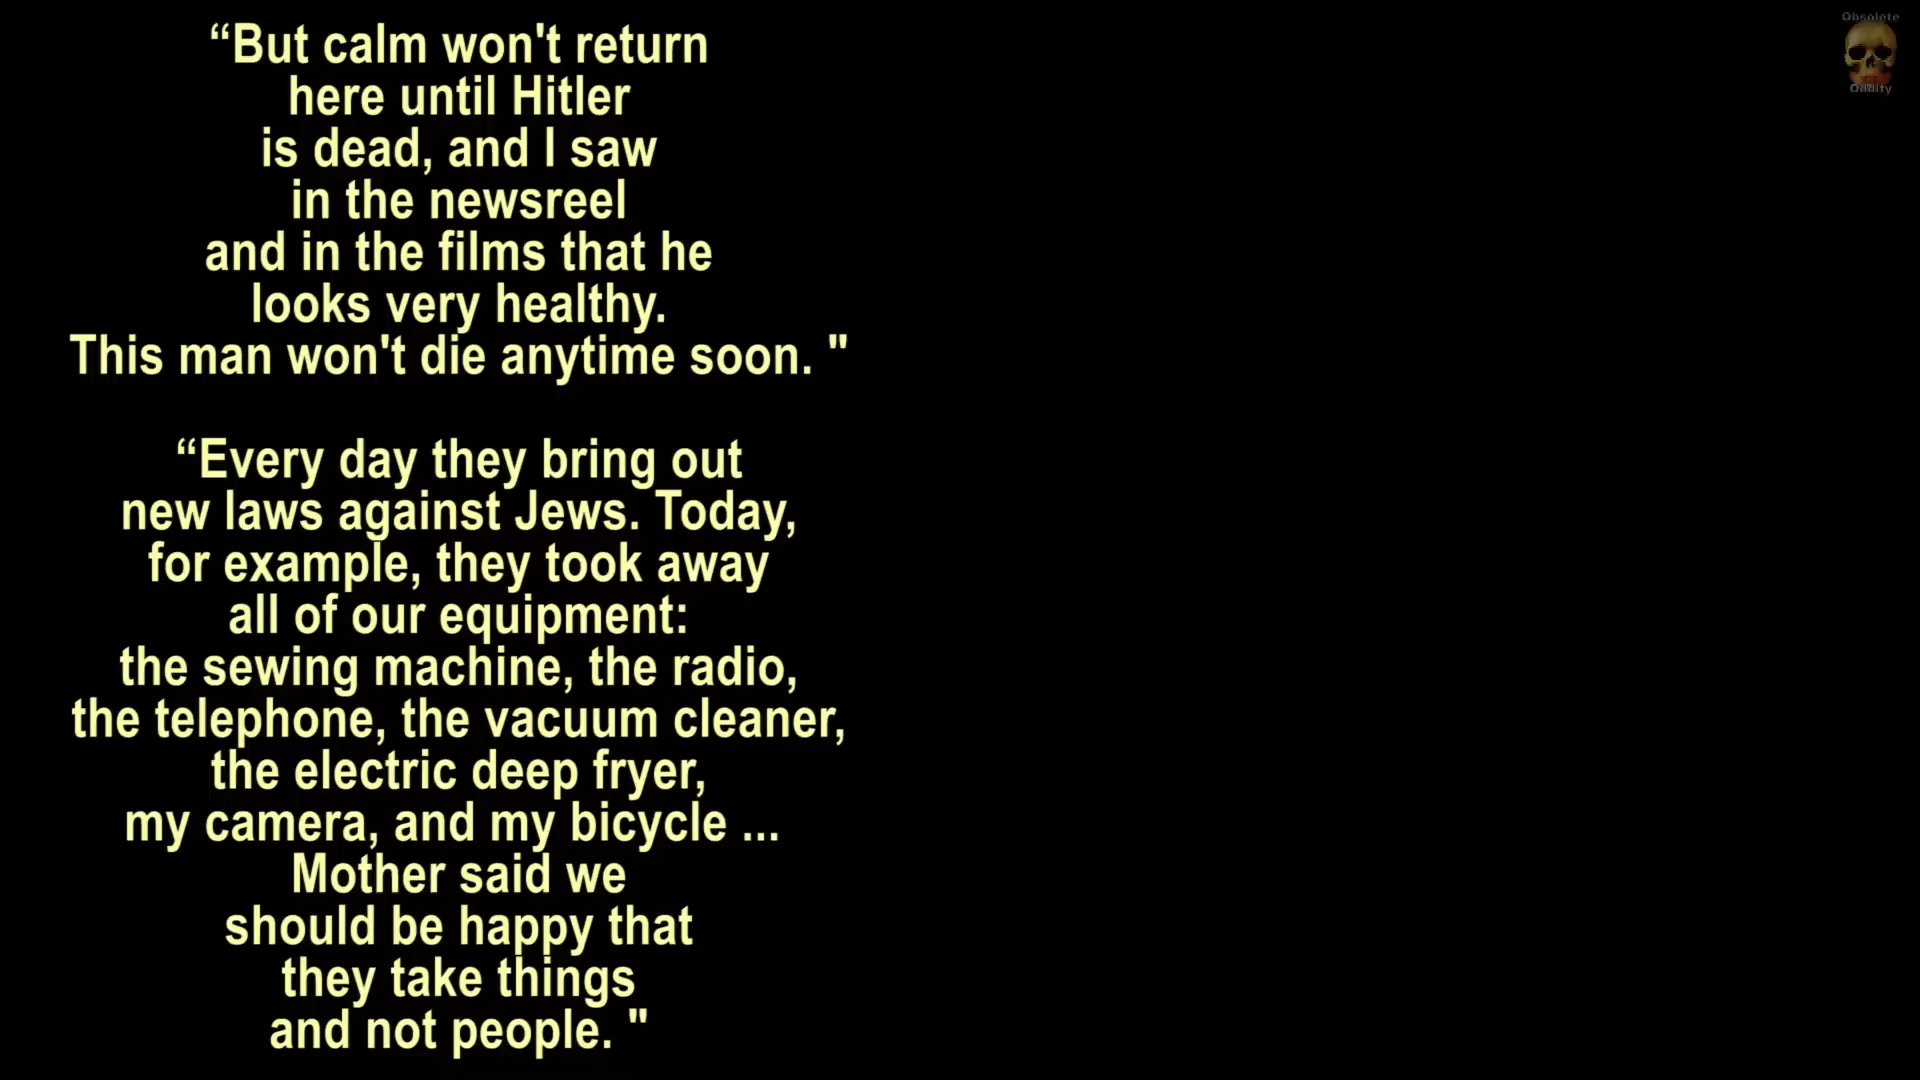 “But calm won't return
here until Hitler
is dead, and I saw
in the newsreel
and in the films that he
looks very healthy.
This man won't die anytime soon. "
“Every day they bring out
new laws against Jews. Today,
for example, they took away
all of our equipment:
the sewing machine, the radio,
the telephone, the vacuum cleaner,
the electric deep fryer,
my camera, and my bicycle ...
Mother said we
should be happy that
they take things
and not people. "
Obsolete
Oddity